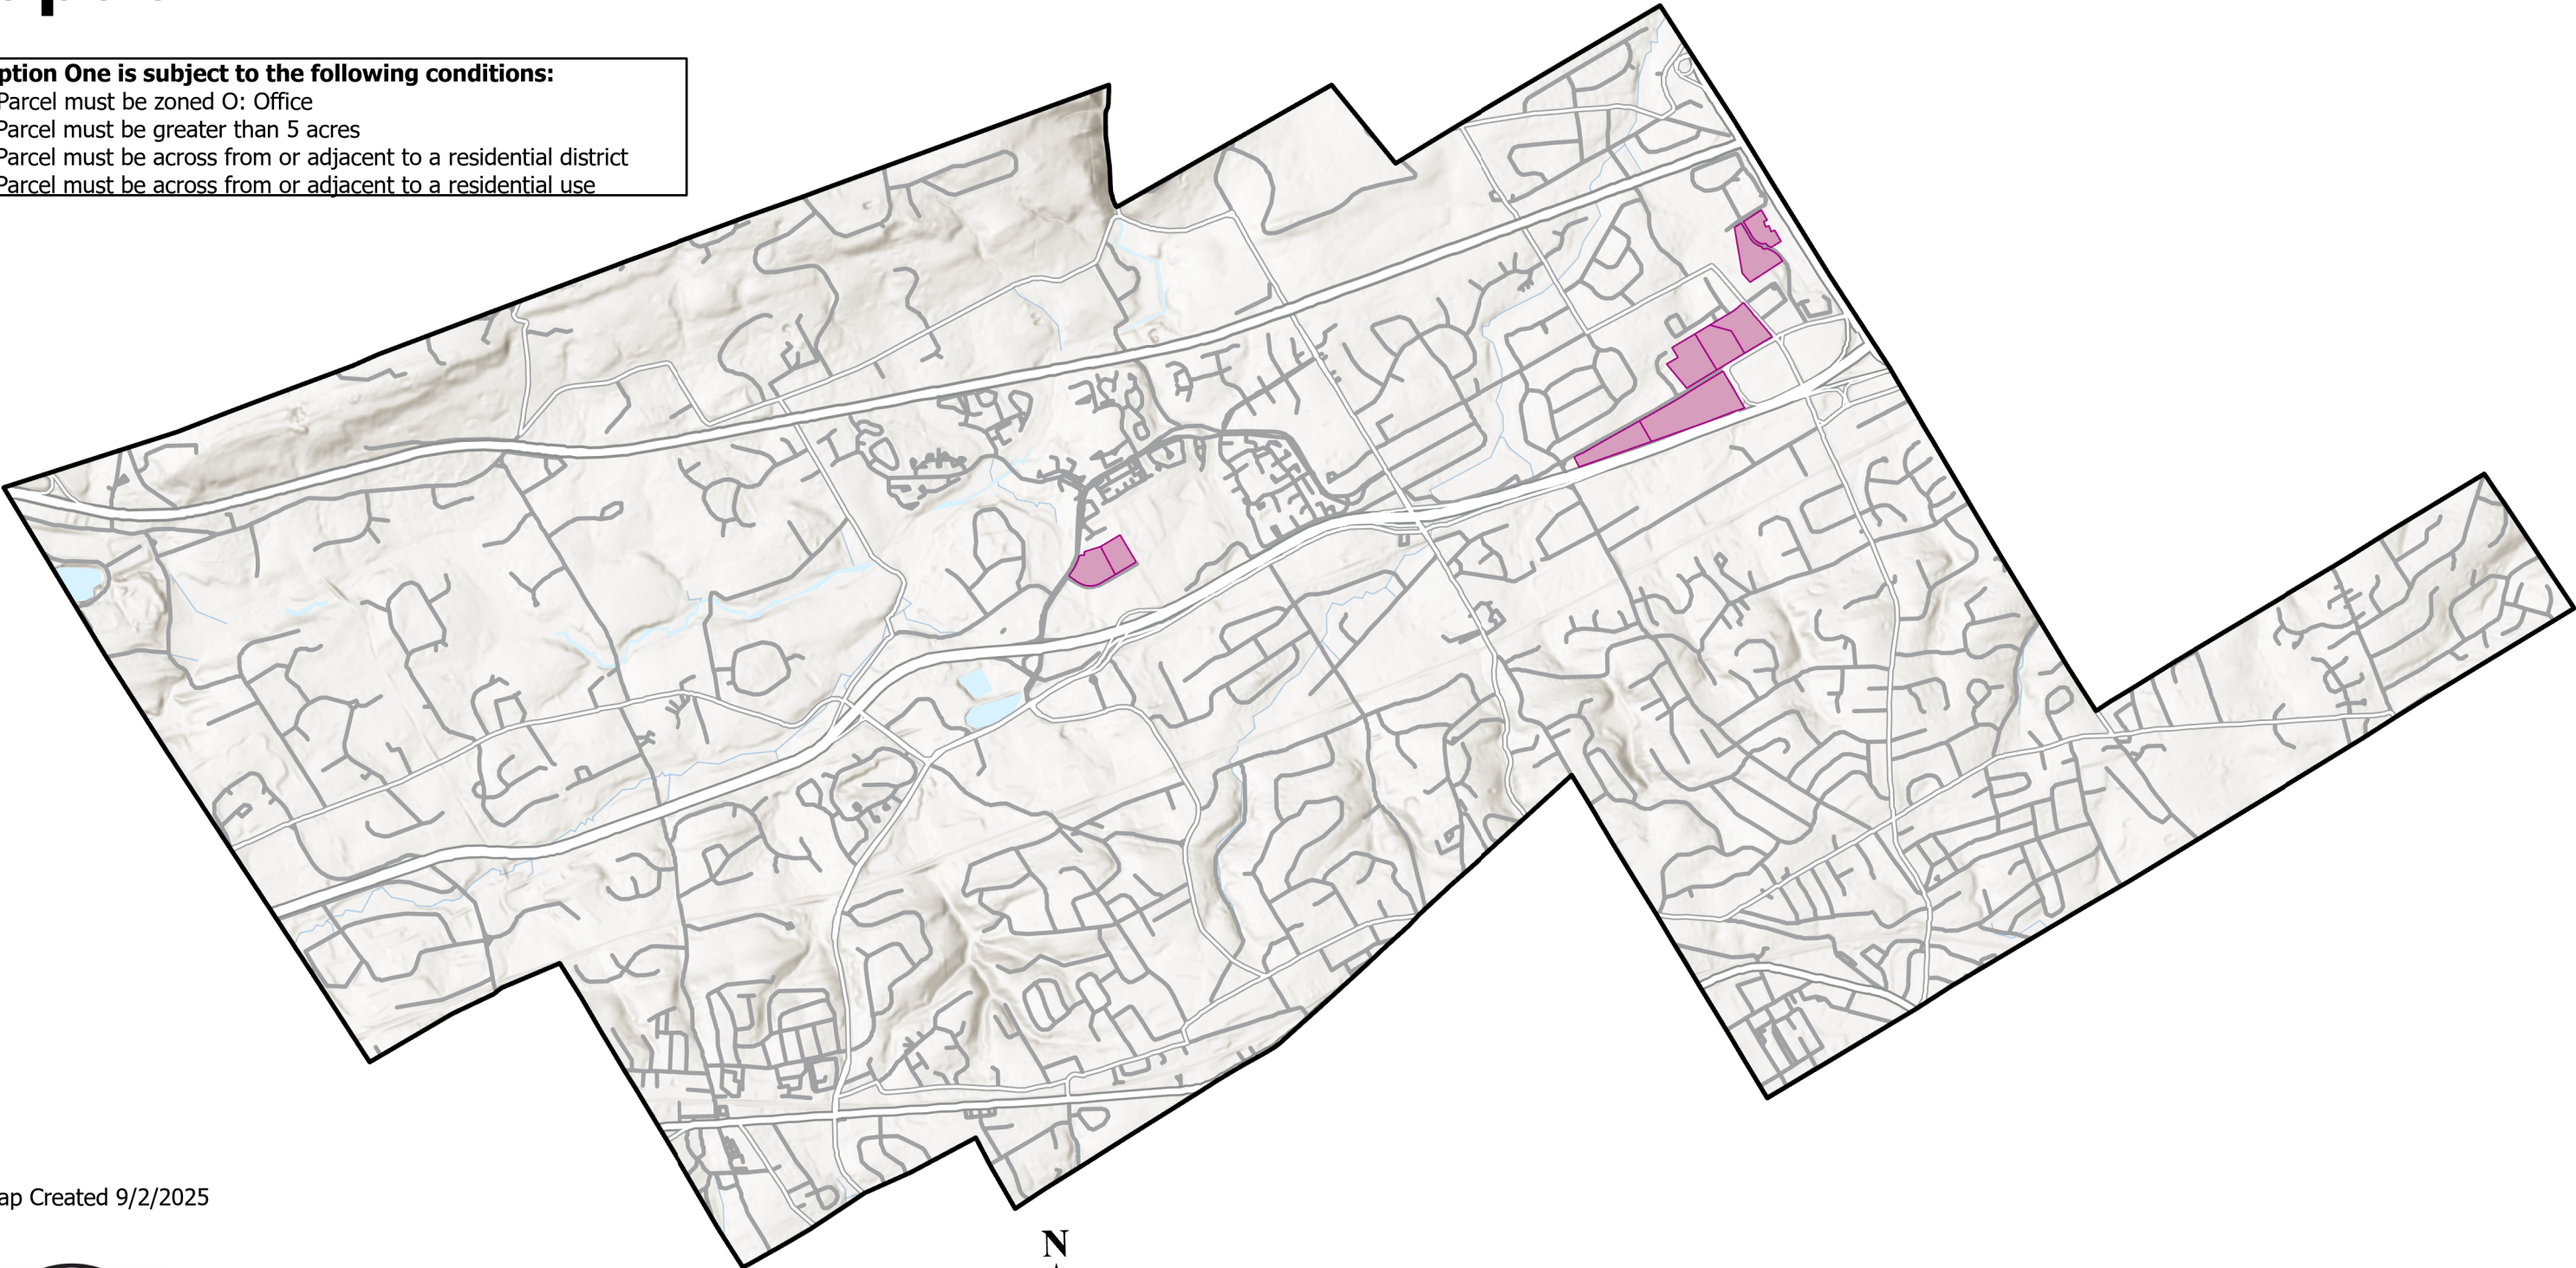 ption One is subject to the following conditions:
Parcel must be zoned O: Office
Parcel must be greater than 5 acres
Parcel must be across from or adjacent to a residential district
Parcel must be across from or adjacent to a residential use
ap Created 9/2/2025
N